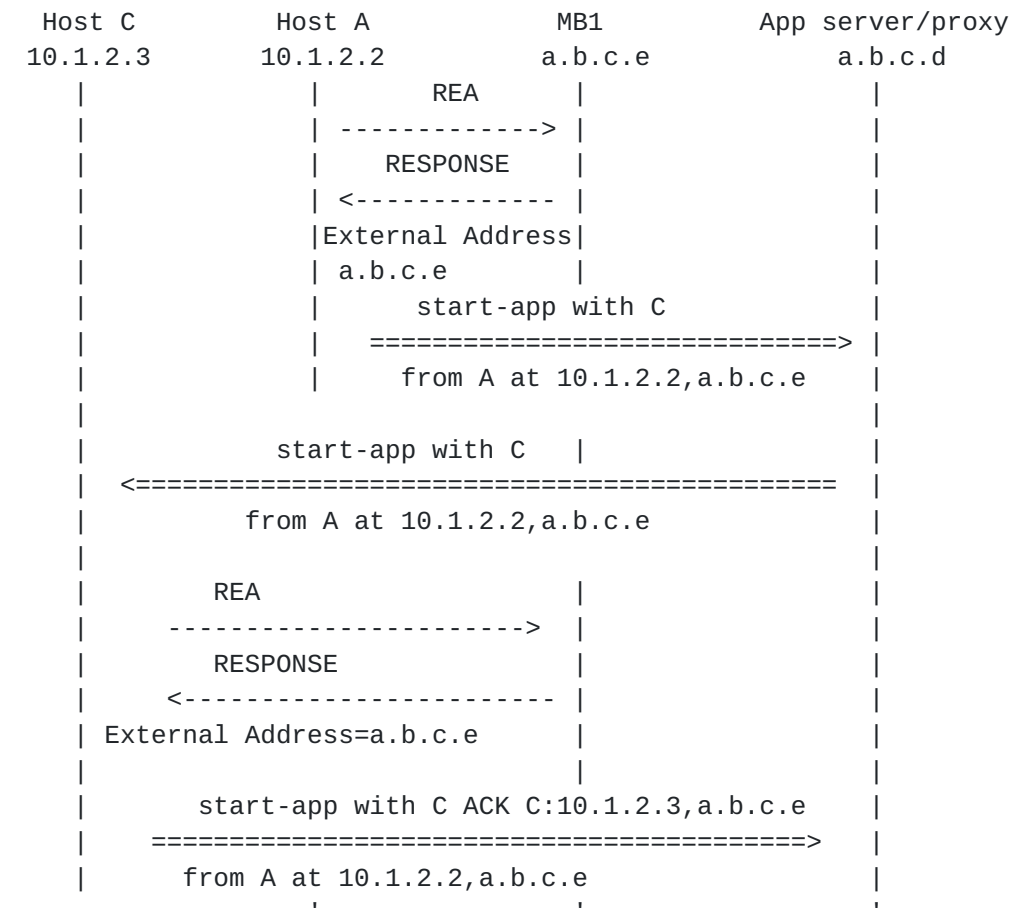 Host C Host A MB1 App server/proxy
10.1.2.3 10.1.2.2 a.b.c.e a.b.c.d
| | REA | |
| | -------------> | |
| | RESPONSE | |
| | <------------- | |
| |External Address| |
| | a.b.c.e | |
| | start-app with C |
| | ==============================> |
| | from A at 10.1.2.2,a.b.c.e |
| |
| start-app with C | |
| <============================================= |
| from A at 10.1.2.2,a.b.c.e |
| |
| REA | |
| -----------------------> | |
| RESPONSE | |
| <------------------------ | |
| External Address=a.b.c.e | |
| | |
| start-app with C ACK C:10.1.2.3,a.b.c.e |
| ==========================================> |
| from A at 10.1.2.2,a.b.c.e |